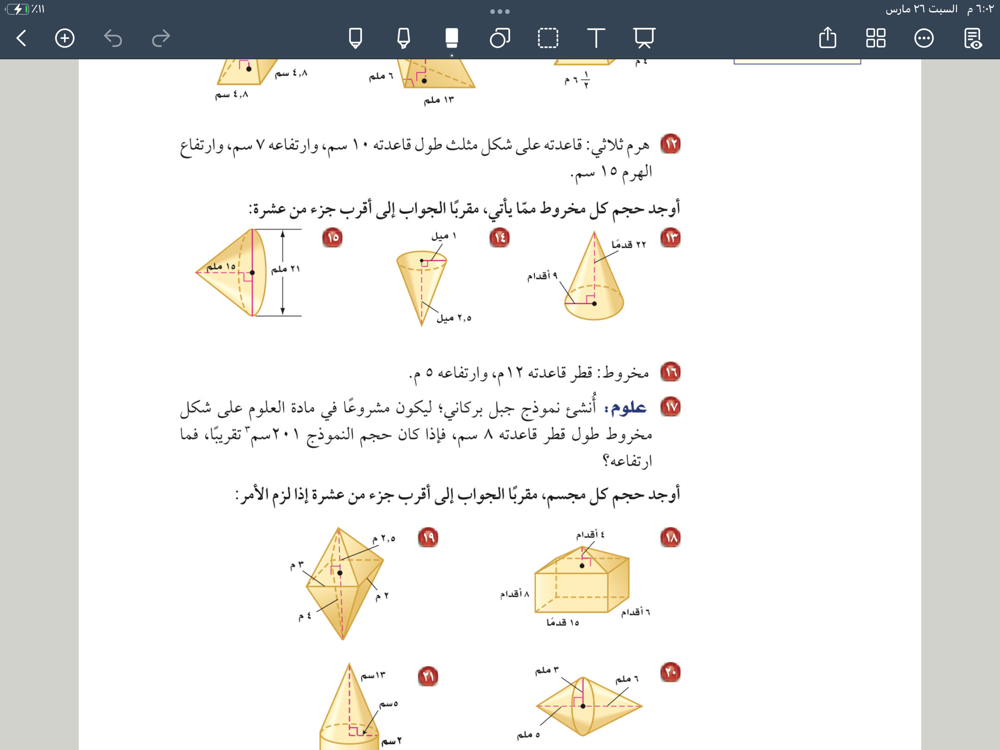 ٦:٠٢ م السبت ٢٦ مارس
٪١١
٤ م
٦ ١/٢ م
٦ ملم
١٣ ملم
٤,٨ سم
٤,٨ سم
١٢ هرم ثلاثي: قاعدته على شكل مثلث طول قاعدته ١٠ سم، وارتفاعه ٧ سم، وارتفاع
الهرم ١٥ سم.
أوجد حجم كل مخروط ممّا يأتي، مقربًا الجواب إلى أقرب جزء من عشرة:
١٣
٢٢ قدمًا
٩ أقدام
١٤
١ ميل
٢,٥ ميل
١٥
٢١ ملم
١٥ ملم
١٦ مخروط: قطر قاعدته ١٢م، وارتفاعه ٥ م.
١٧ علوم: أُنشئ نموذج جبل بركاني؛ ليكون مشروعًا في مادة العلوم على شكل
مخروط طول قطر قاعدته ٨ سم، فإذا كان حجم النموذج ٢٠١سم٣ تقريبًا، فما
ارتفاعه؟
أوجد حجم كل مجسم، مقربًا الجواب إلى أقرب جزء من عشرة إذا لزم الأمر:
١٨
٤ أقدام
٨ أقدام
٦ أقدام
١٥ قدمًا
١٩
٢,٥ م
٣ م
٢ م
٤ م
٢٠
٣ ملم
٦ ملم
٥ ملم
٢١
١٣سم
٥سم
٢سم